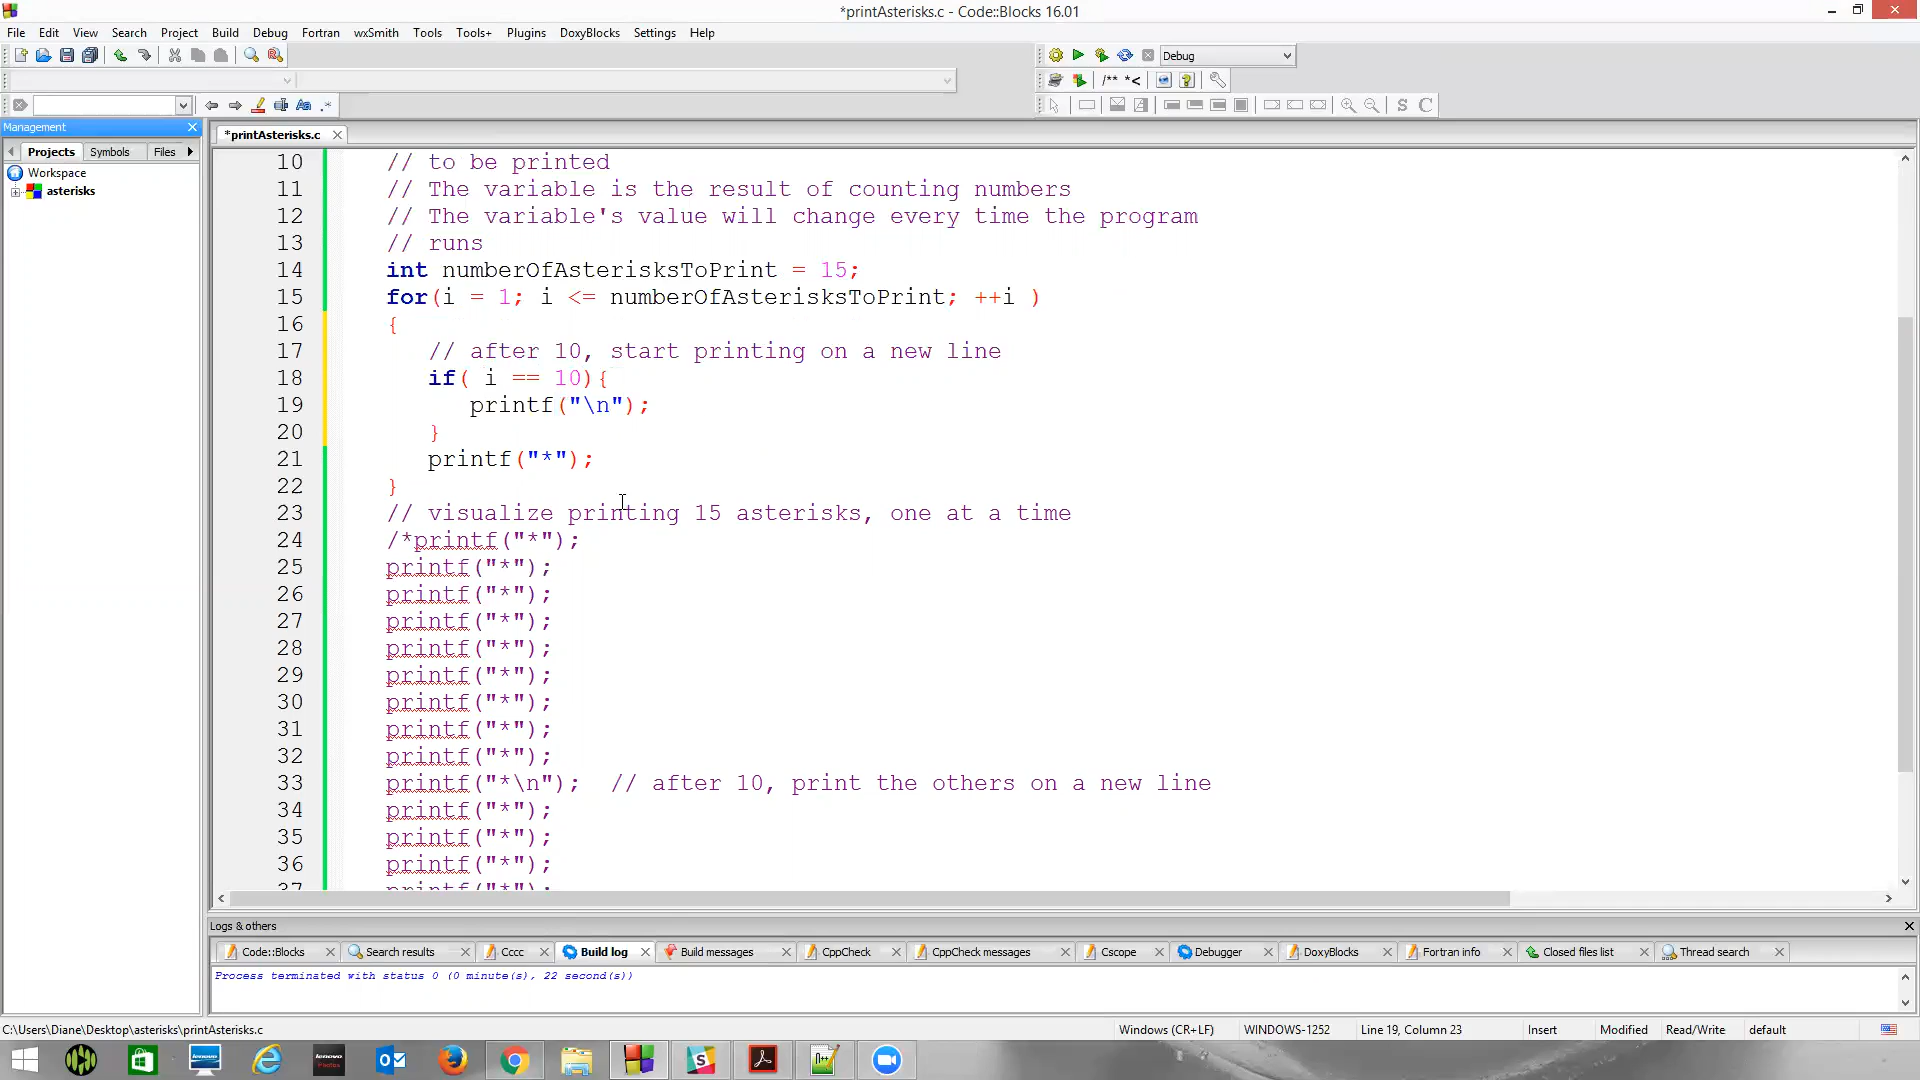 *printAsterisks.c - Code::Blocks 16.01
File Edit View Search Project Build Debug Fortran wxSmith Tools Tools+ Plugins DoxyBlocks Settings Help
Debug
/** *<
Aa .*
S C
Management
*printAsterisks.c
Projects Symbols Files
Workspace
asterisks
10 // to be printed
11 // The variable is the result of counting numbers
12 // The variable's value will change every time the program
13 // runs
14 int numberOfAsterisksToPrint = 15;
15 for(i = 1; i <= numberOfAsterisksToPrint; ++i )
16 {
17 // after 10, start printing on a new line
18 if( i == 10){
19 printf("\n");
20 }
21 printf("*");
22 }
23 // visualize printing 15 asterisks, one at a time
24 /*printf("*");
25 printf("*");
26 printf("*");
27 printf("*");
28 printf("*");
29 printf("*");
30 printf("*");
31 printf("*");
32 printf("*");
33 printf("*\n"); // after 10, print the others on a new line
34 printf("*");
35 printf("*");
36 printf("*");
37 printf("*");
Logs & others
Code::Blocks Search results Cccc Build log Build messages CppCheck CppCheck messages Cscope Debugger DoxyBlocks Fortran info Closed files list Thread search
Process terminated with status 0 (0 minute(s), 22 second(s))
C:\Users\Diane\Desktop\asterisks\printAsterisks.c Windows (CR+LF) WINDOWS-1252 Line 19, Column 23 Insert Modified Read/Write default